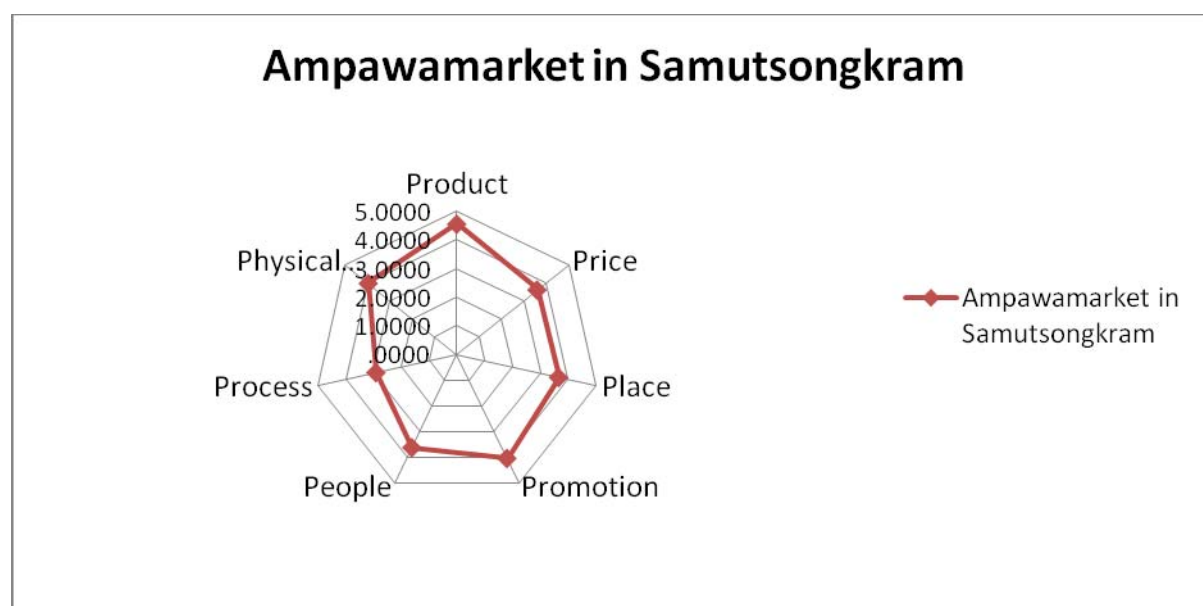 Ampawamarket in Samutsongkram
Product
5.0000
4.0000
3.0000
2.0000
1.0000
.0000
Physical..
Price
Process
Place
People
Promotion
Ampawamarket in
Samutsongkram